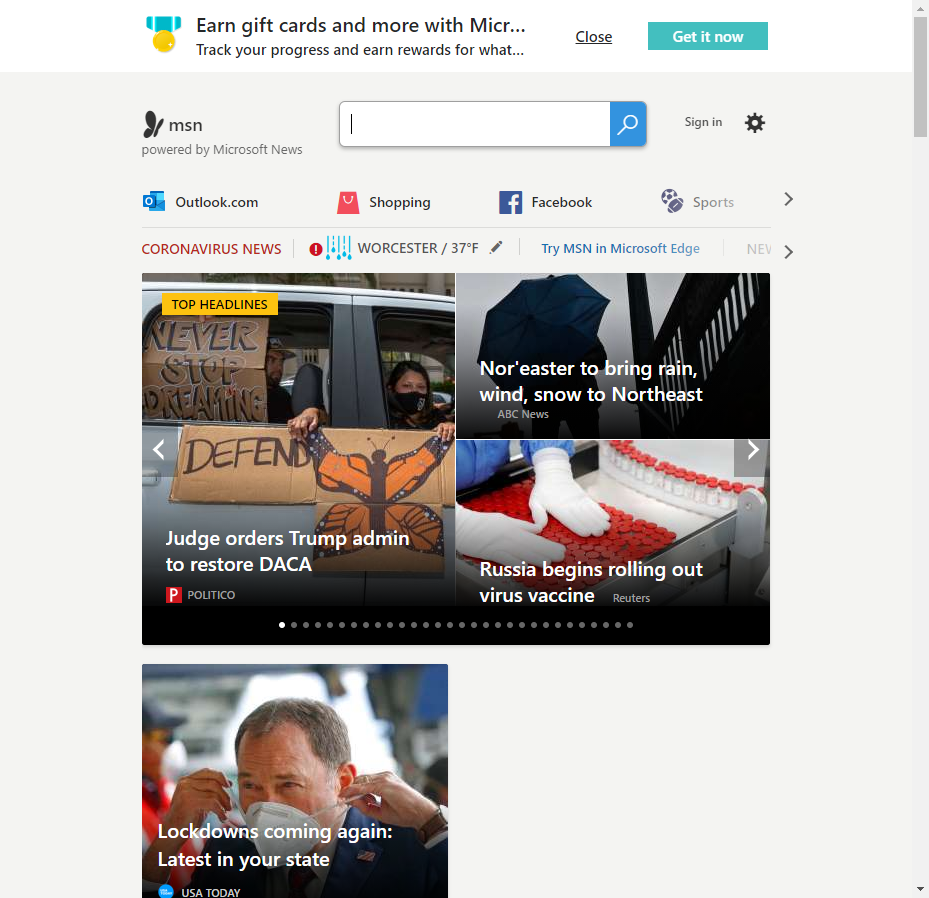 Earn gift cards and more with Micr...
Track your progress and earn rewards for what...
Close
Get it now
msn
powered by Microsoft News
Sign in
Outlook.com
Shopping
Facebook
Sports
CORONAVIRUS NEWS
WORCESTER / 37°F
Try MSN in Microsoft Edge
TOP HEADLINES
NEVER
STOP
DREAMING
DEFEND
Judge orders Trump admin
to restore DACA
POLITICO
Nor'easter to bring rain,
wind, snow to Northeast
ABC News
Russia begins rolling out
virus vaccine Reuters
Lockdowns coming again:
Latest in your state
USA TODAY